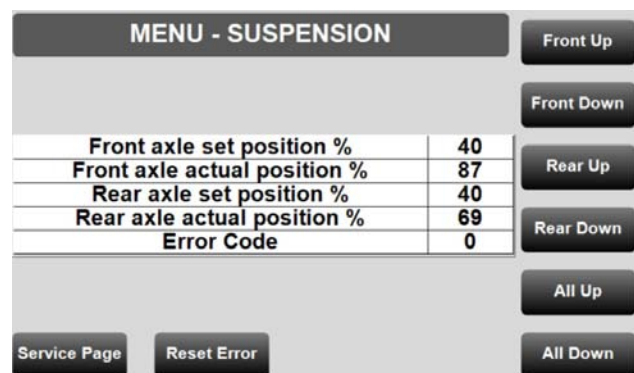 MENU - SUSPENSION
Front Up
Front Down
Front axle set position % 40
Front axle actual position % 87
Rear axle set position % 40
Rear axle actual position % 69
Error Code 0
Rear Up
Rear Down
All Up
Service Page
Reset Error
All Down